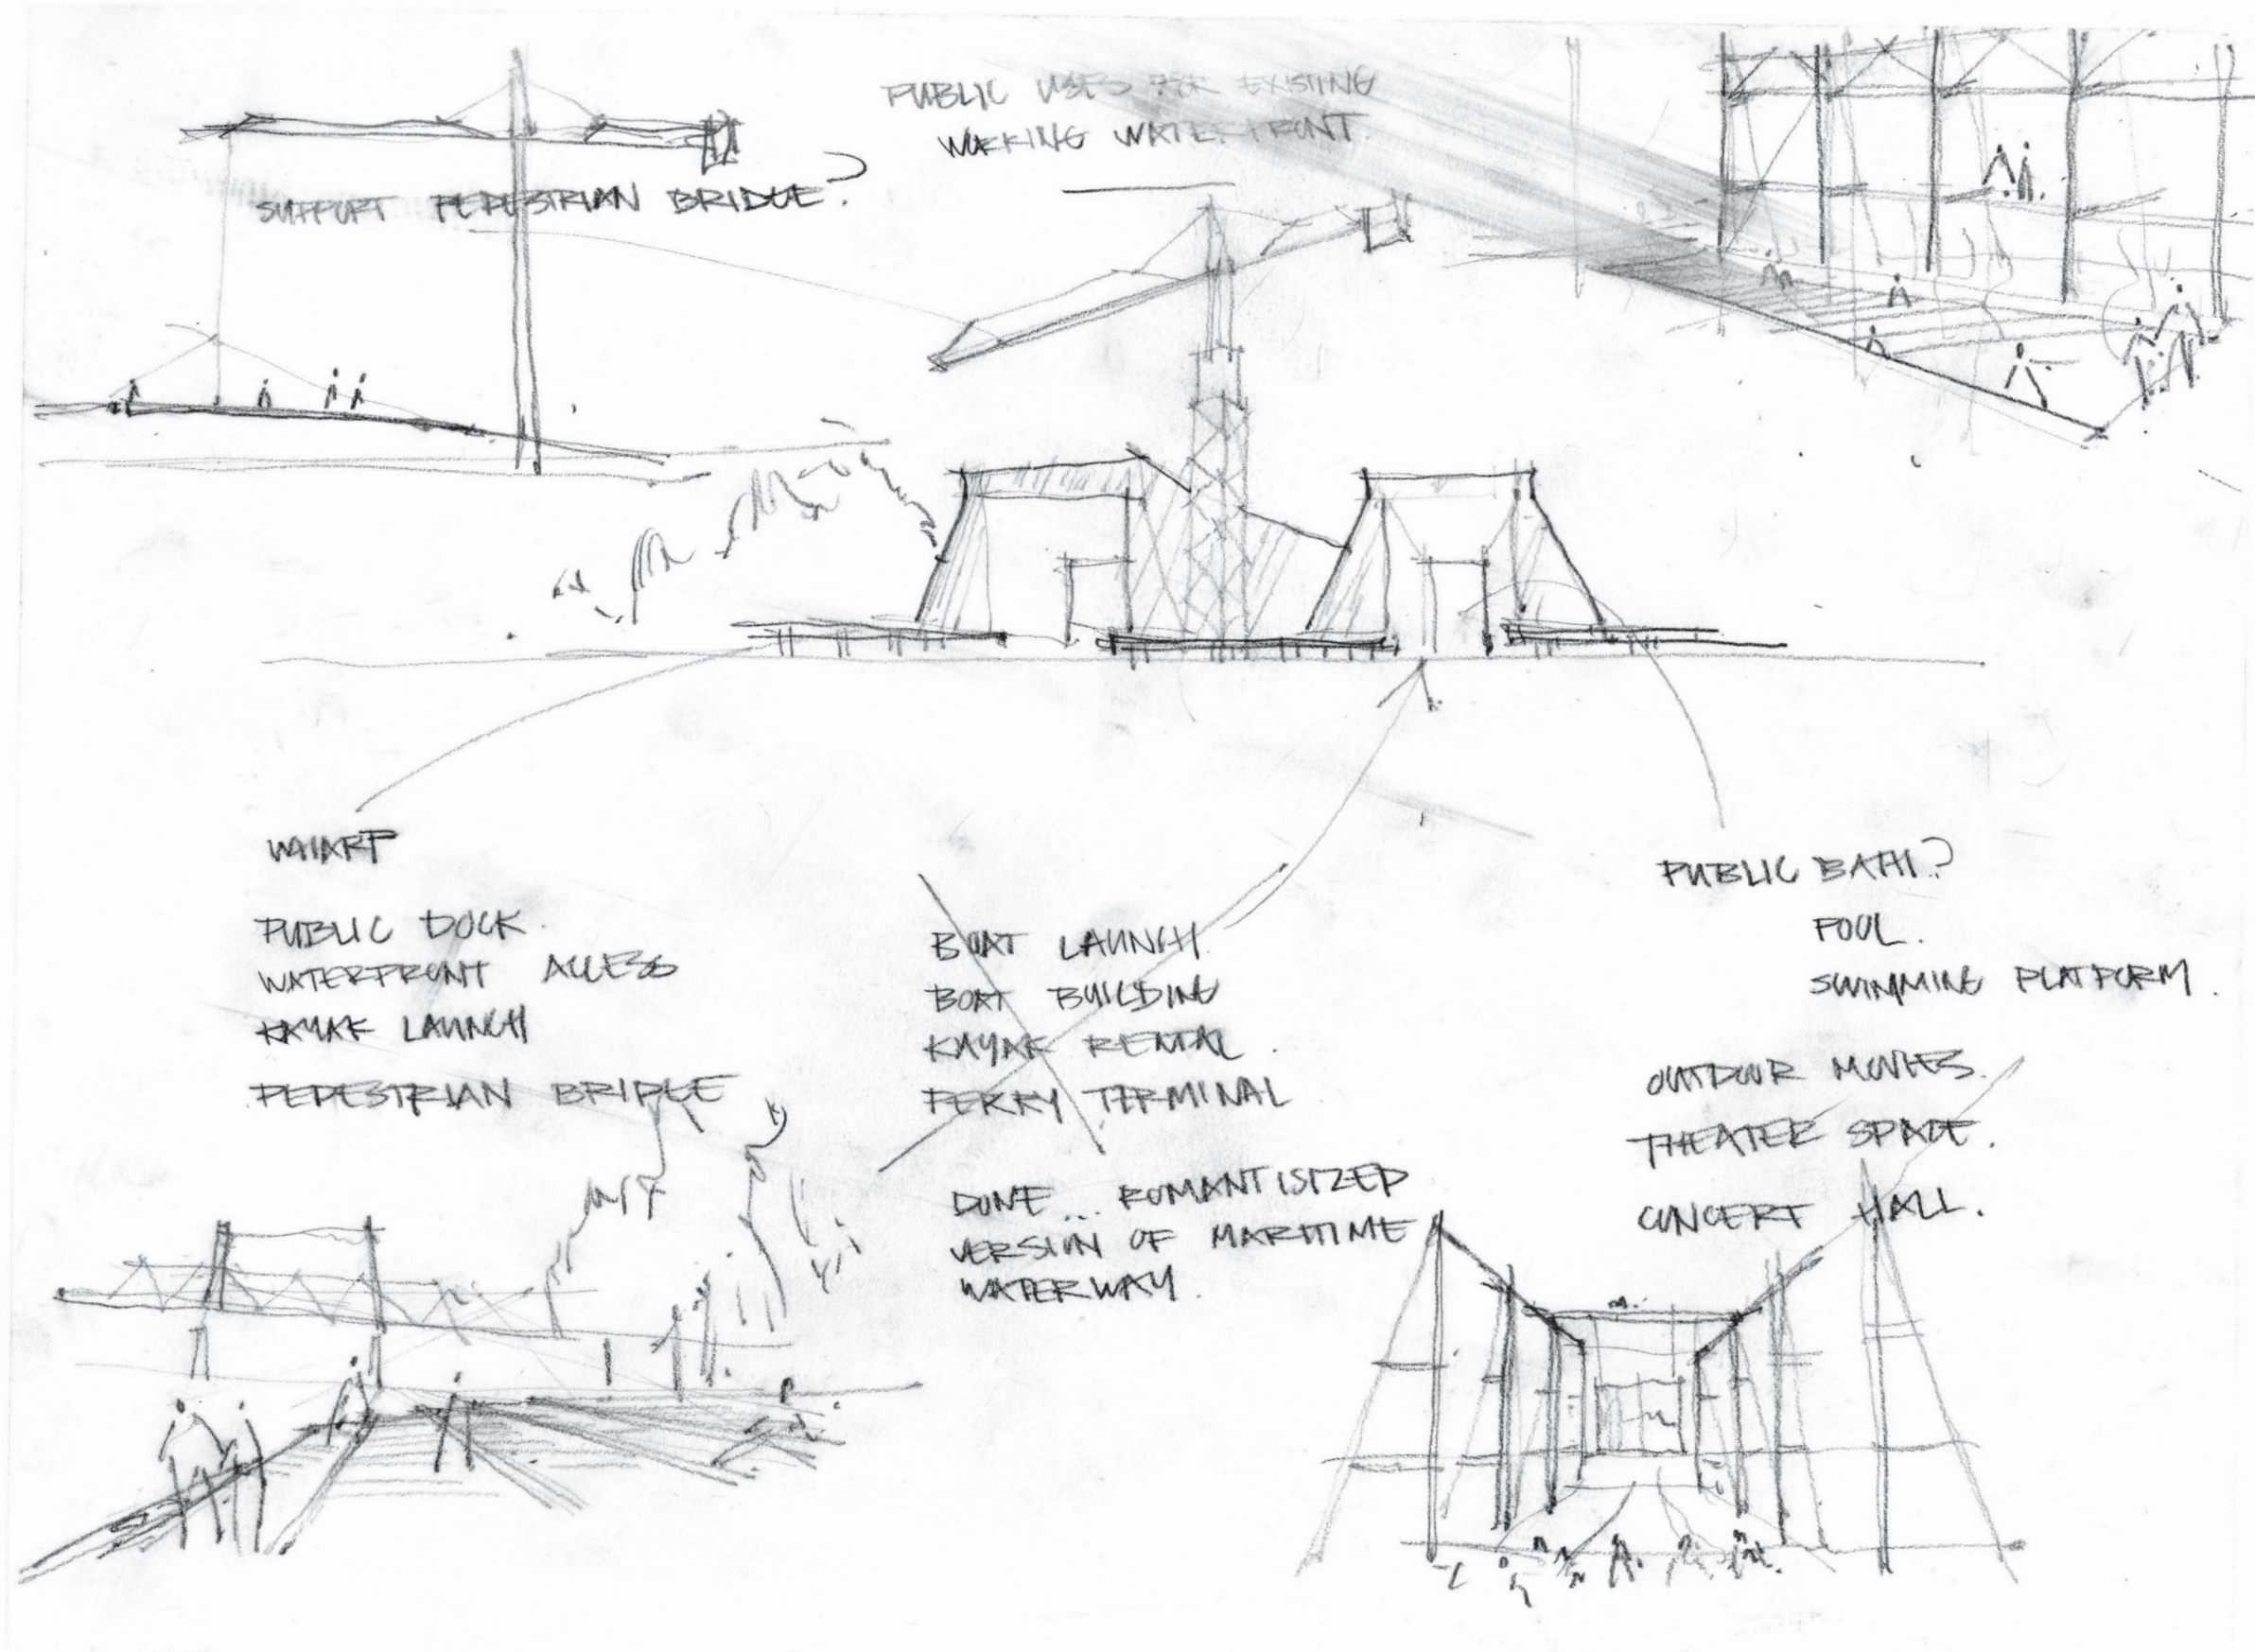 PUBLIC USES FOR EXISTING
WORKING WATERFRONT.
SUPPORT PEDESTRIAN BRIDGE?
WHARF
PUBLIC DOCK.
WATERFRONT ACCESS
KAYAK LAUNCH
PEDESTRIAN BRIDGE
BOAT LAUNCH.
BOAT BUILDING
KAYAK RENTAL.
FERRY TERMINAL
DONE... ROMANTISIZED
VERSION OF MARITIME
WATERWAY.
PUBLIC BATH?
POOL.
SWIMMING PLATFORM.
OUTDOOR MOVIES.
THEATER SPACE.
CONCERT HALL.